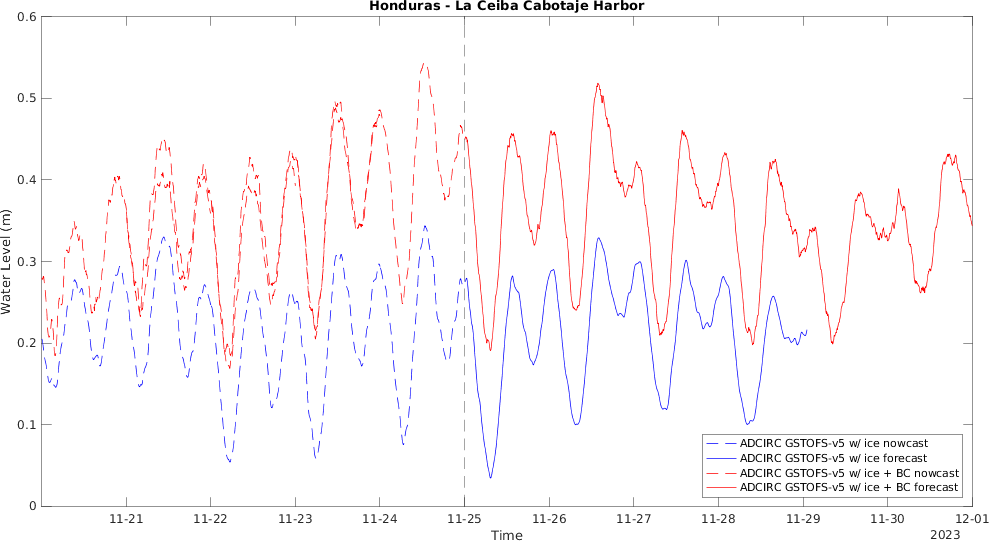 Honduras - La Ceiba Cabotaje Harbor
Water Level (m)
0.6
0.5
0.4
0.3
0.2
0.1
0
11-21 11-22 11-23 11-24 11-25 11-26 11-27 11-28 11-29 11-30 12-01
Time
2023
ADCIRC GSTOFS-v5 w/ ice nowcast
ADCIRC GSTOFS-v5 w/ ice forecast
ADCIRC GSTOFS-v5 w/ ice + BC nowcast
ADCIRC GSTOFS-v5 w/ ice + BC forecast